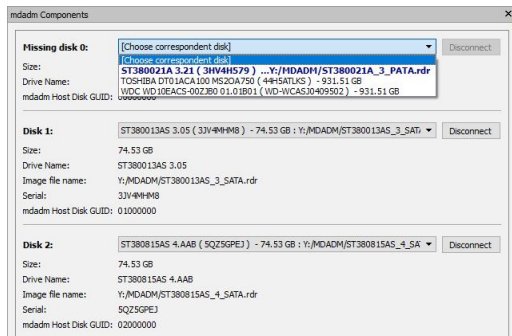 mdadm Components
Missing disk 0: [Choose correspondent disk] Disconnect
[Choose correspondent disk]
ST380021A 3.21 ( 3HV4H579 ) ...Y:/MDADM/ST380021A_3_PATA.rdr
Size:
TOSHIBA DT01ACA100 MS2OA750 ( 44H5ATLKS ) - 931.51 GB
Drive Name:
WDC WD10EACS-00ZJB0 01.01B01 ( WD-WCASJ0409502 ) - 931.51 GB
mdadm Host Disk GUID: 00000000
Disk 1: ST380013AS 3.05 ( 3JV4MHM8 ) - 74.53 GB : Y:/MDADM/ST380013AS_3_SATA Disconnect
Size: 74.53 GB
Drive Name: ST380013AS 3.05
Image file name: Y:/MDADM/ST380013AS_3_SATA.rdr
Serial: 3JV4MHM8
mdadm Host Disk GUID: 01000000
Disk 2: ST380815AS 4.AAB ( 5QZ5GPEJ ) - 74.53 GB : Y:/MDADM/ST380815AS_4_SA Disconnect
Size: 74.53 GB
Drive Name: ST380815AS 4.AAB
Image file name: Y:/MDADM/ST380815AS_4_SATA.rdr
Serial: 5QZ5GPEJ
mdadm Host Disk GUID: 02000000